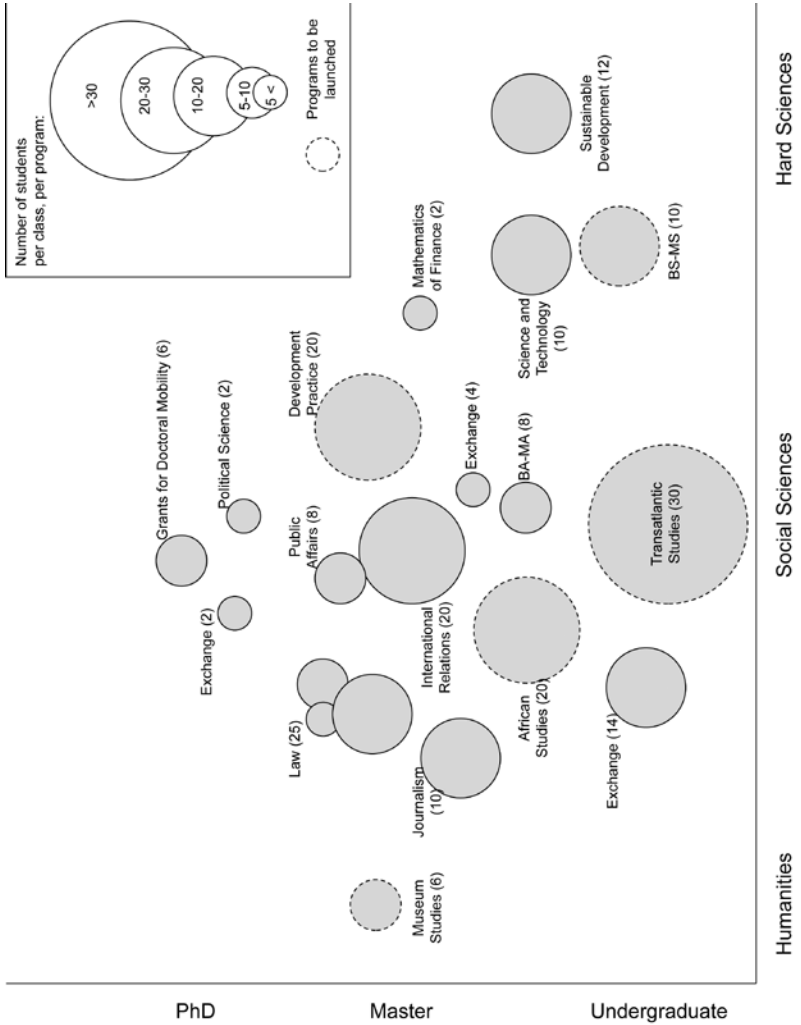 Number of students
per class, per program:
>30
20-30
10-20
5-10
5 <
Programs to be
launched
Grants for Doctoral Mobility (6)
Political Science (2)
Exchange (2)
Development
Practice (20)
Mathematics
of Finance (2)
Public
Affairs (8)
International
Relations (20)
Law (25)
Journalism
(10)
Museum
Studies (6)
Exchange (4)
BA-MA (8)
African
Studies (20)
Science and
Technology
(10)
Sustainable
Development (12)
BS-MS (10)
Transatlantic
Studies (30)
Exchange (14)
PhD
Master
Undergraduate
Humanities
Social Sciences
Hard Sciences